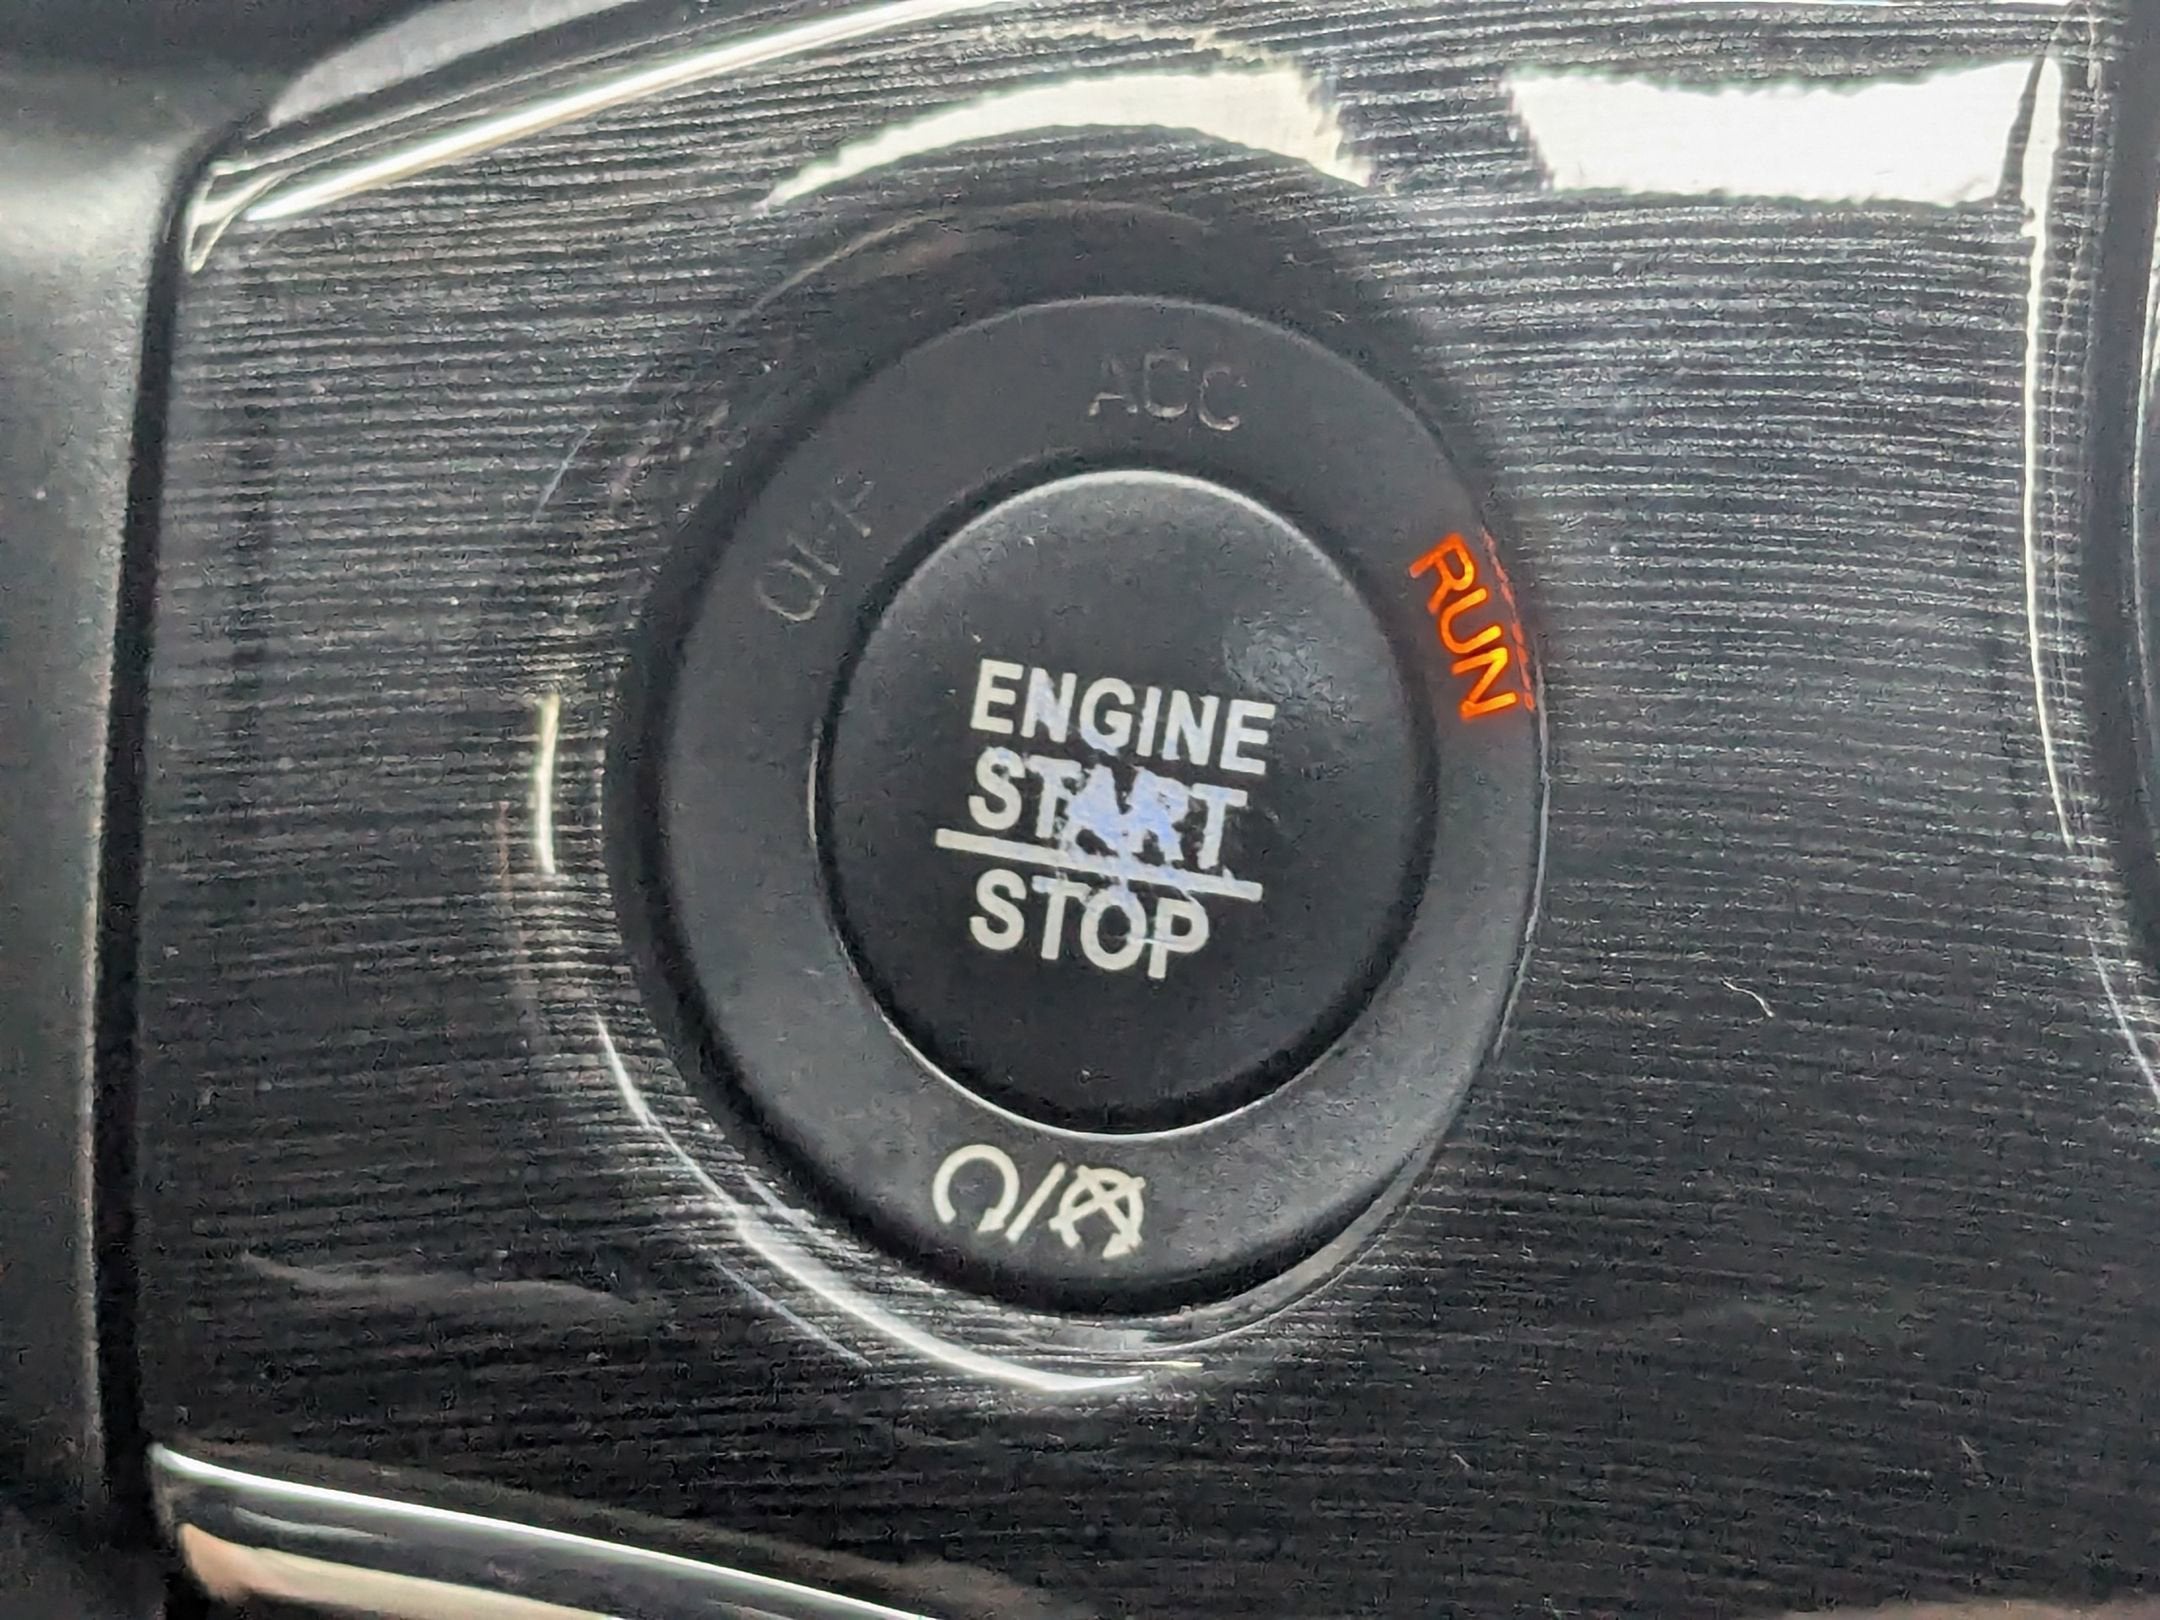 ACC
OFF
RUN
ENGINE
START
STOP